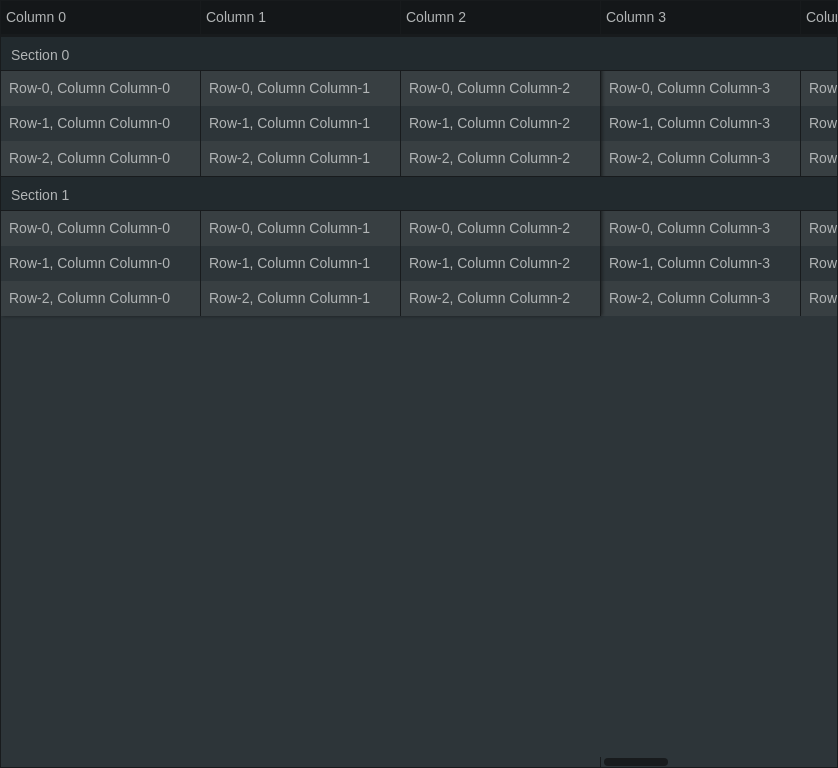 Column 0 Column 1 Column 2 Column 3 Colu
Section 0
Row-0, Column Column-0 Row-0, Column Column-1 Row-0, Column Column-2 Row-0, Column Column-3 Row
Row-1, Column Column-0 Row-1, Column Column-1 Row-1, Column Column-2 Row-1, Column Column-3 Row
Row-2, Column Column-0 Row-2, Column Column-1 Row-2, Column Column-2 Row-2, Column Column-3 Row
Section 1
Row-0, Column Column-0 Row-0, Column Column-1 Row-0, Column Column-2 Row-0, Column Column-3 Row
Row-1, Column Column-0 Row-1, Column Column-1 Row-1, Column Column-2 Row-1, Column Column-3 Row
Row-2, Column Column-0 Row-2, Column Column-1 Row-2, Column Column-2 Row-2, Column Column-3 Row